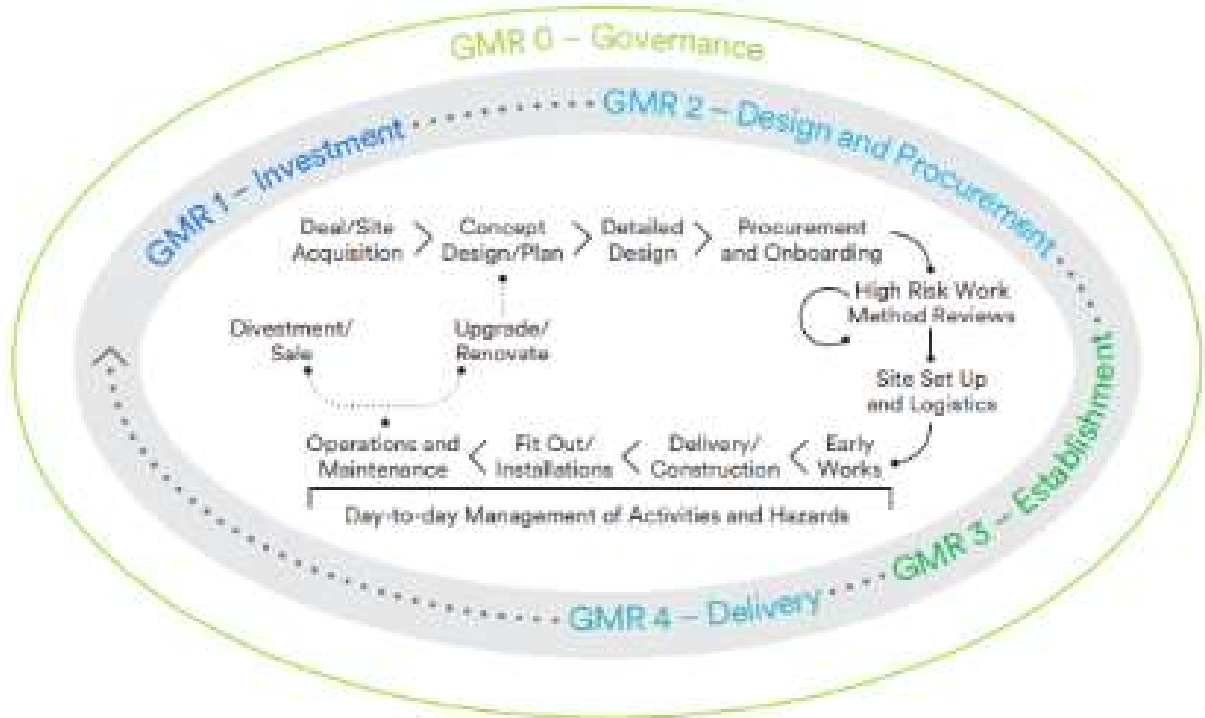 GMR 0 – Governance
GMR 1 – Investment
GMR 2 – Design and Procurement
Deal/Site
Acquisition
Concept
Design/Plan
Detailed
Design
Procurement
and Onboarding
High Risk Work
Method Reviews
Divestment/
Sale
Upgrade/
Renovate
Site Set Up
and Logistics
Operations and
Maintenance
Fit Out/
Installations
Delivery/
Construction
Early
Works
Day-to-day Management of Activities and Hazards
GMR 3 – Establishment
GMR 4 – Delivery